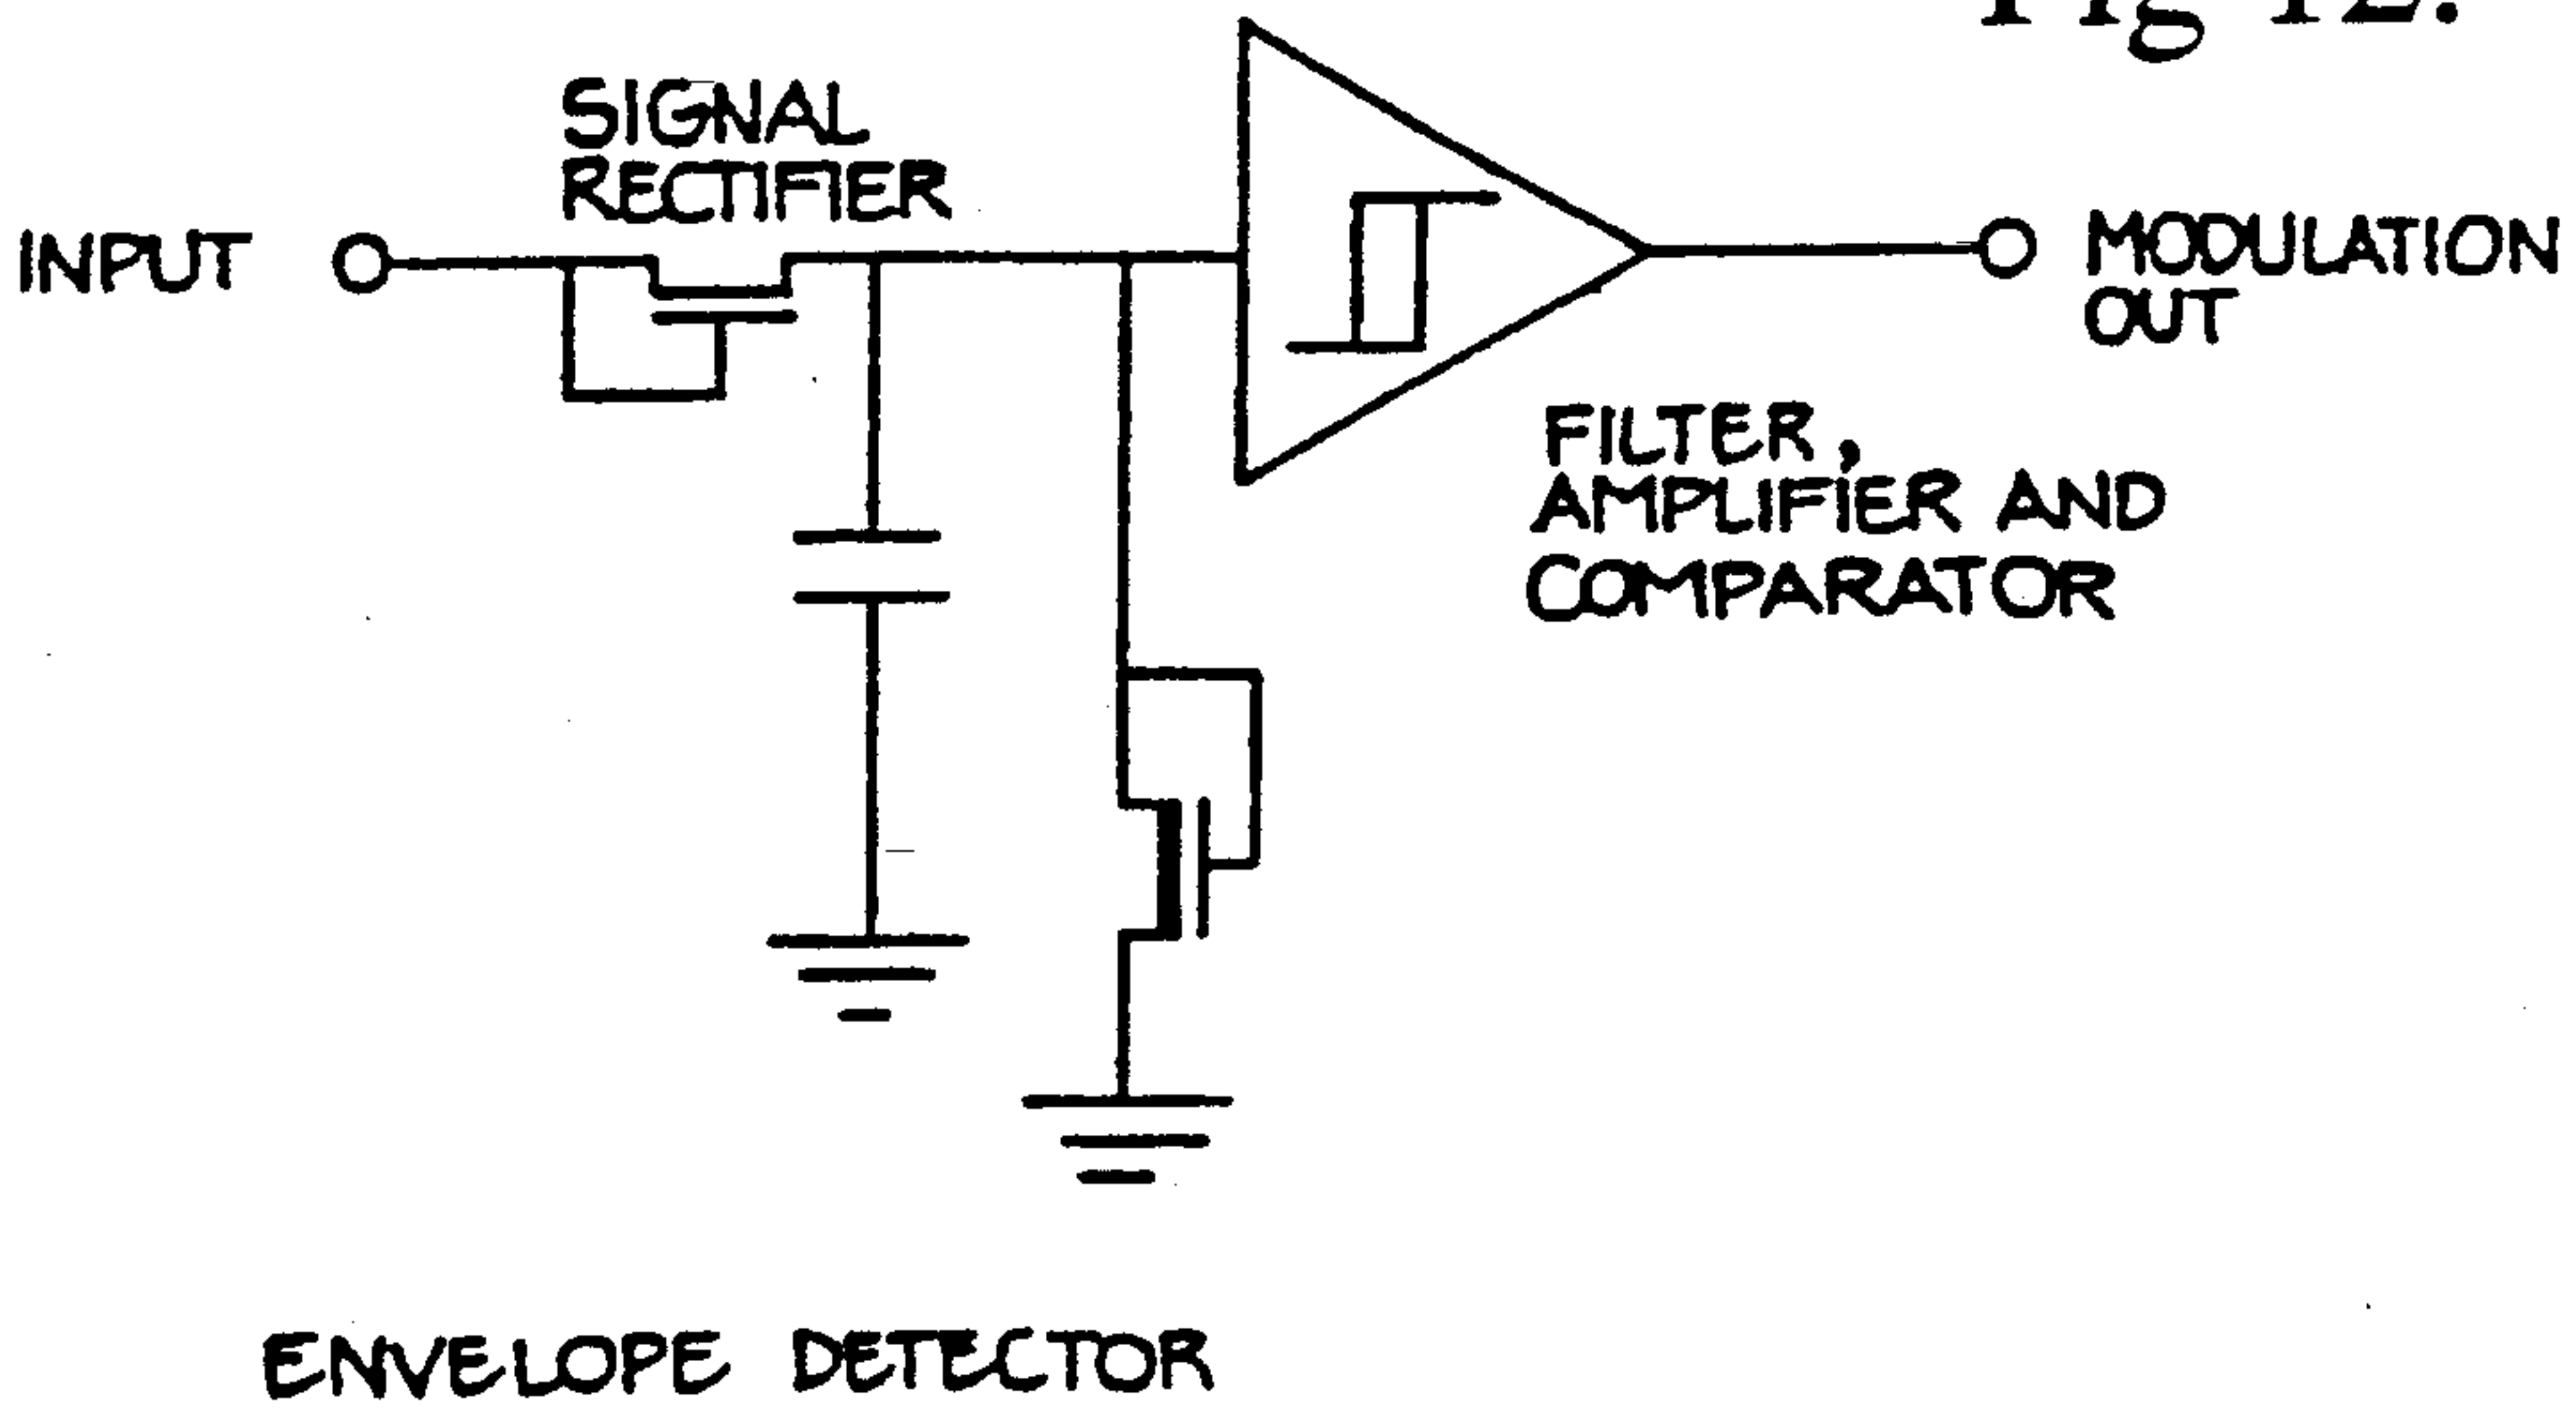 Fig 12.
SIGNAL
RECTIFIER
INPUT
MODULATION
OUT
FILTER,
AMPLIFIER AND
COMPARATOR
ENVELOPE DETECTOR